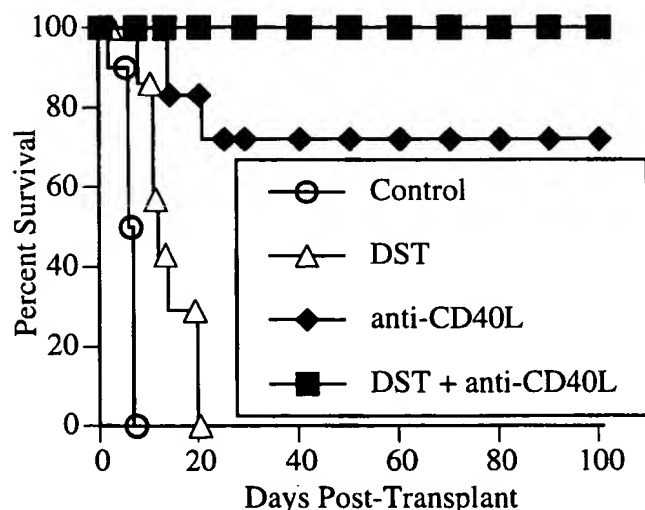 100
80
60
40
20
0
Percent Survival
Control
DST
anti-CD40L
DST + anti-CD40L
0 20 40 60 80 100
Days Post-Transplant